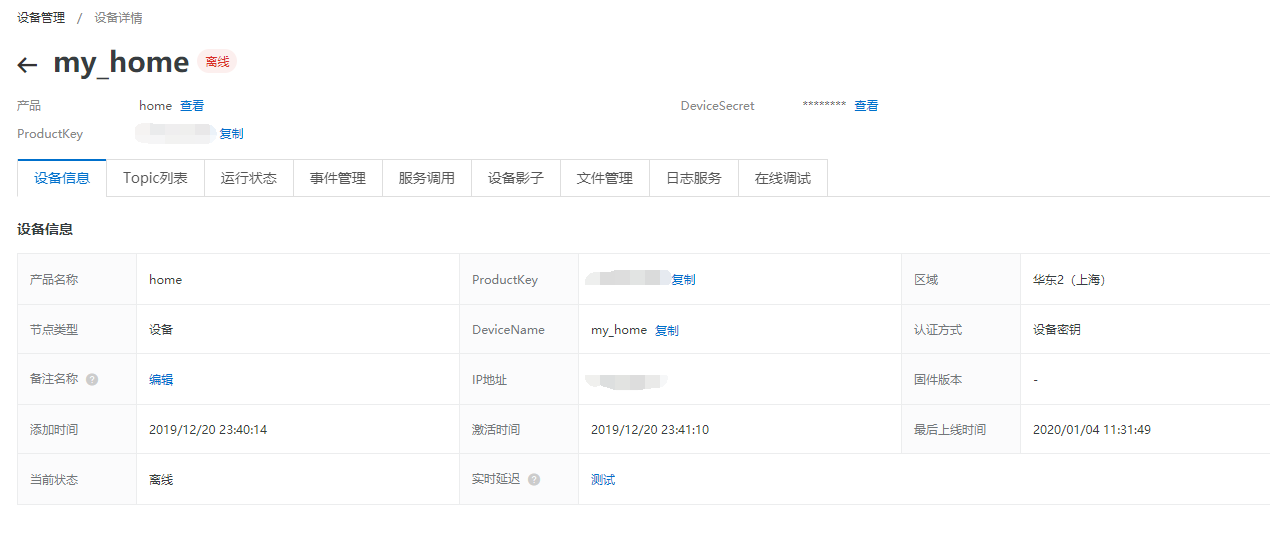 设备管理 / 设备详情
← my_home 离线
产品 home 查看 DeviceSecret ******** 查看
ProductKey 复制
设备信息 Topic列表 运行状态 事件管理 服务调用 设备影子 文件管理 日志服务 在线调试
设备信息
产品名称 home ProductKey 复制 区域 华东2（上海）
节点类型 设备 DeviceName my_home 复制 认证方式 设备密钥
备注名称 ? 编辑 IP地址 固件版本 -
添加时间 2019/12/20 23:40:14 激活时间 2019/12/20 23:41:10 最后上线时间 2020/01/04 11:31:49
当前状态 离线 实时延迟 ? 测试